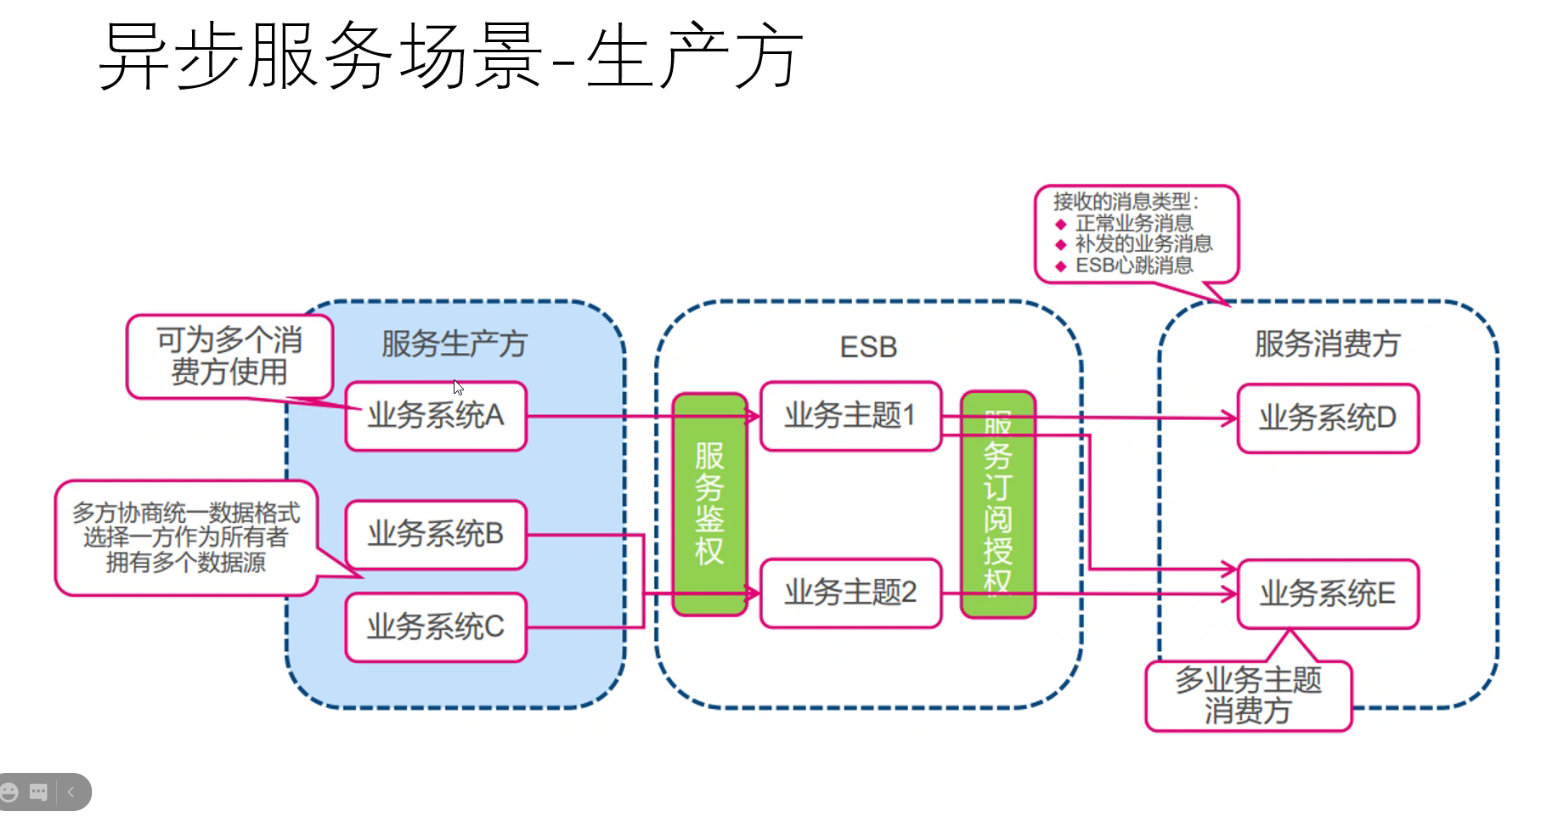 异步服务场景-生产方
接收的消息类型：
正常业务消息
补发的业务消息
ESB心跳消息
可为多个消
费方使用
服务生产方
ESB
服务消费方
业务系统A
业务主题1
业务系统D
多方协商统一数据格式
选择一方作为所有者
拥有多个数据源
业务系统B
服务鉴权
服务订阅授权
业务系统C
业务主题2
业务系统E
多业务主题
消费方